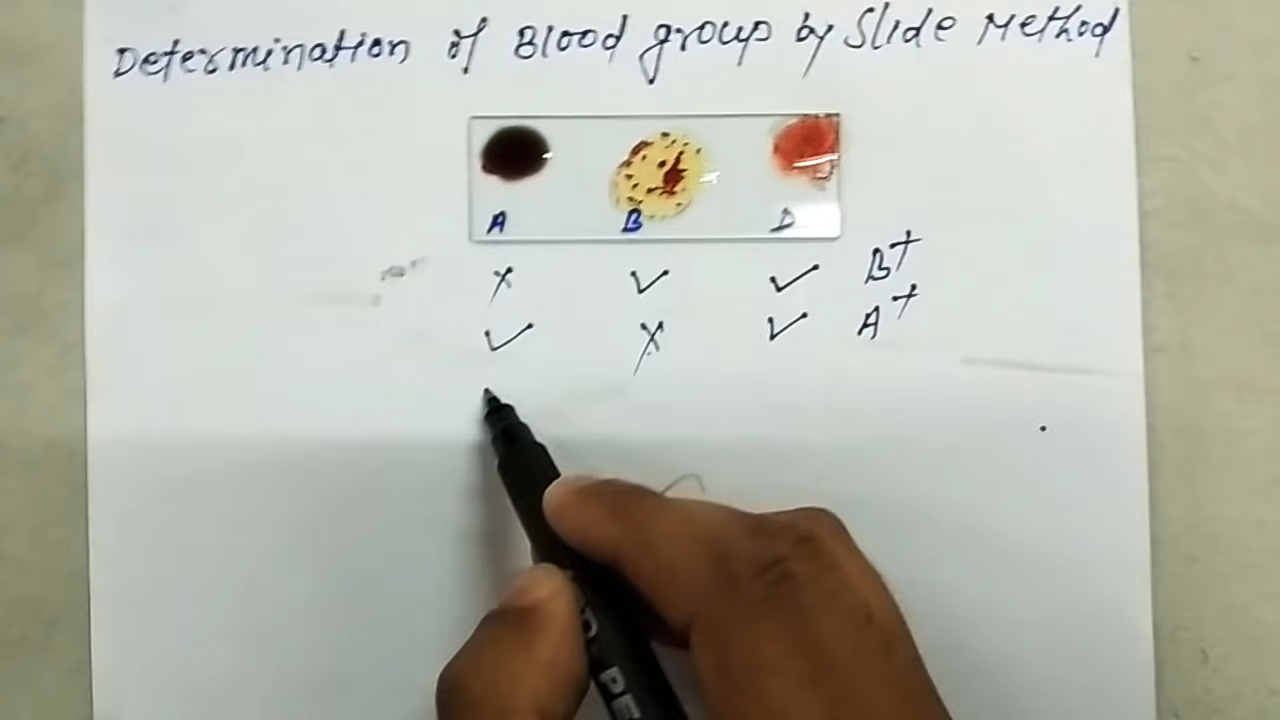 Determination of Blood group by Slide Method
A B D
✗ ✓ ✓ B+
✓ ✗ ✓ A+